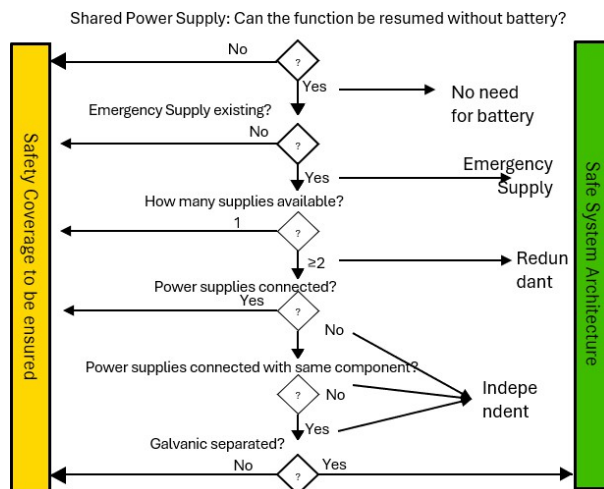 Shared Power Supply: Can the function be resumed without battery?
No
?
Yes
No need
for battery
Emergency Supply existing?
No
?
Yes
Emergency
Supply
How many supplies available?
1
?
≥2
Redun
dant
Power supplies connected?
Yes
?
No
Power supplies connected with same component?
?
No
Indepe
ndent
Yes
Galvanic separated?
No
?
Yes
Safety Coverage to be ensured
Safe System Architecture